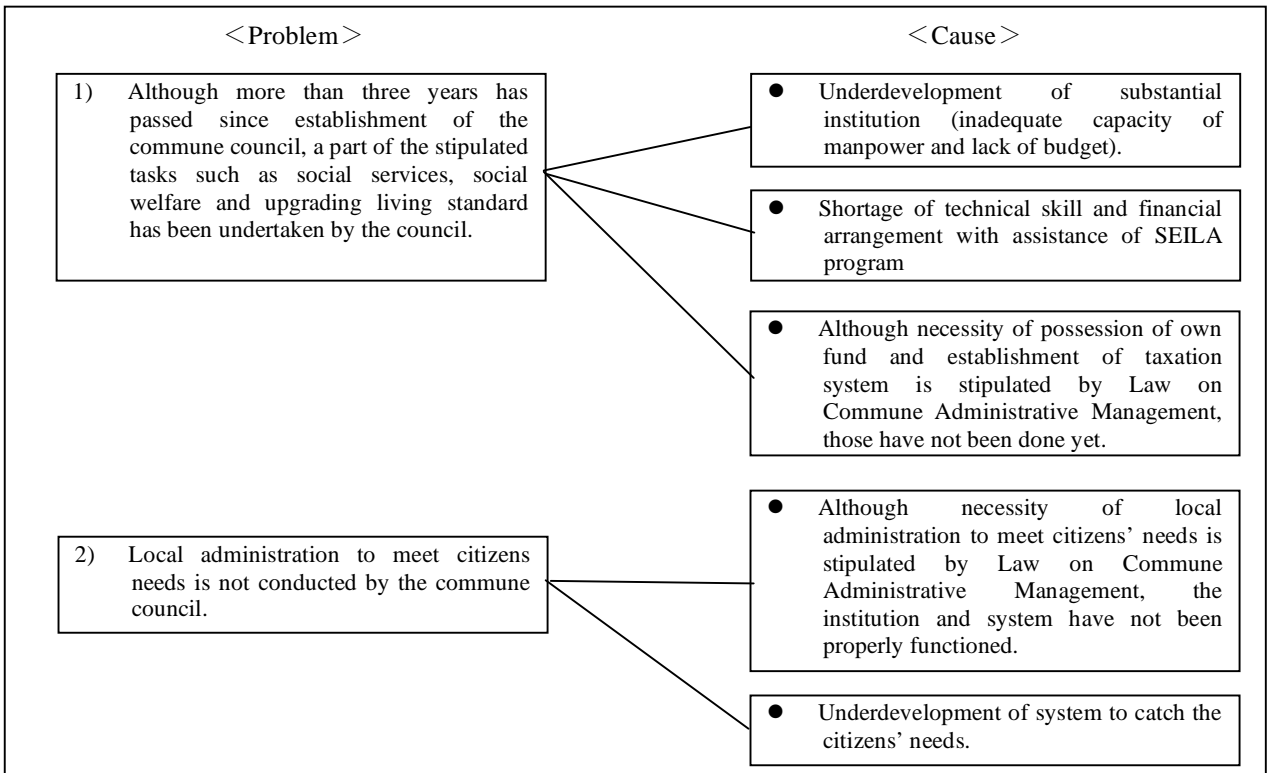 ＜Problem＞
＜Cause＞
1) Although more than three years has
passed since establishment of the
commune council, a part of the stipulated
tasks such as social services, social
welfare and upgrading living standard
has been undertaken by the council.
● Underdevelopment of substantial
institution (inadequate capacity of
manpower and lack of budget).
● Shortage of technical skill and financial
arrangement with assistance of SEILA
program
● Although necessity of possession of own
fund and establishment of taxation
system is stipulated by Law on
Commune Administrative Management,
those have not been done yet.
2) Local administration to meet citizens
needs is not conducted by the commune
council.
● Although necessity of local
administration to meet citizens’ needs is
stipulated by Law on Commune
Administrative Management, the
institution and system have not been
properly functioned.
● Underdevelopment of system to catch the
citizens’ needs.